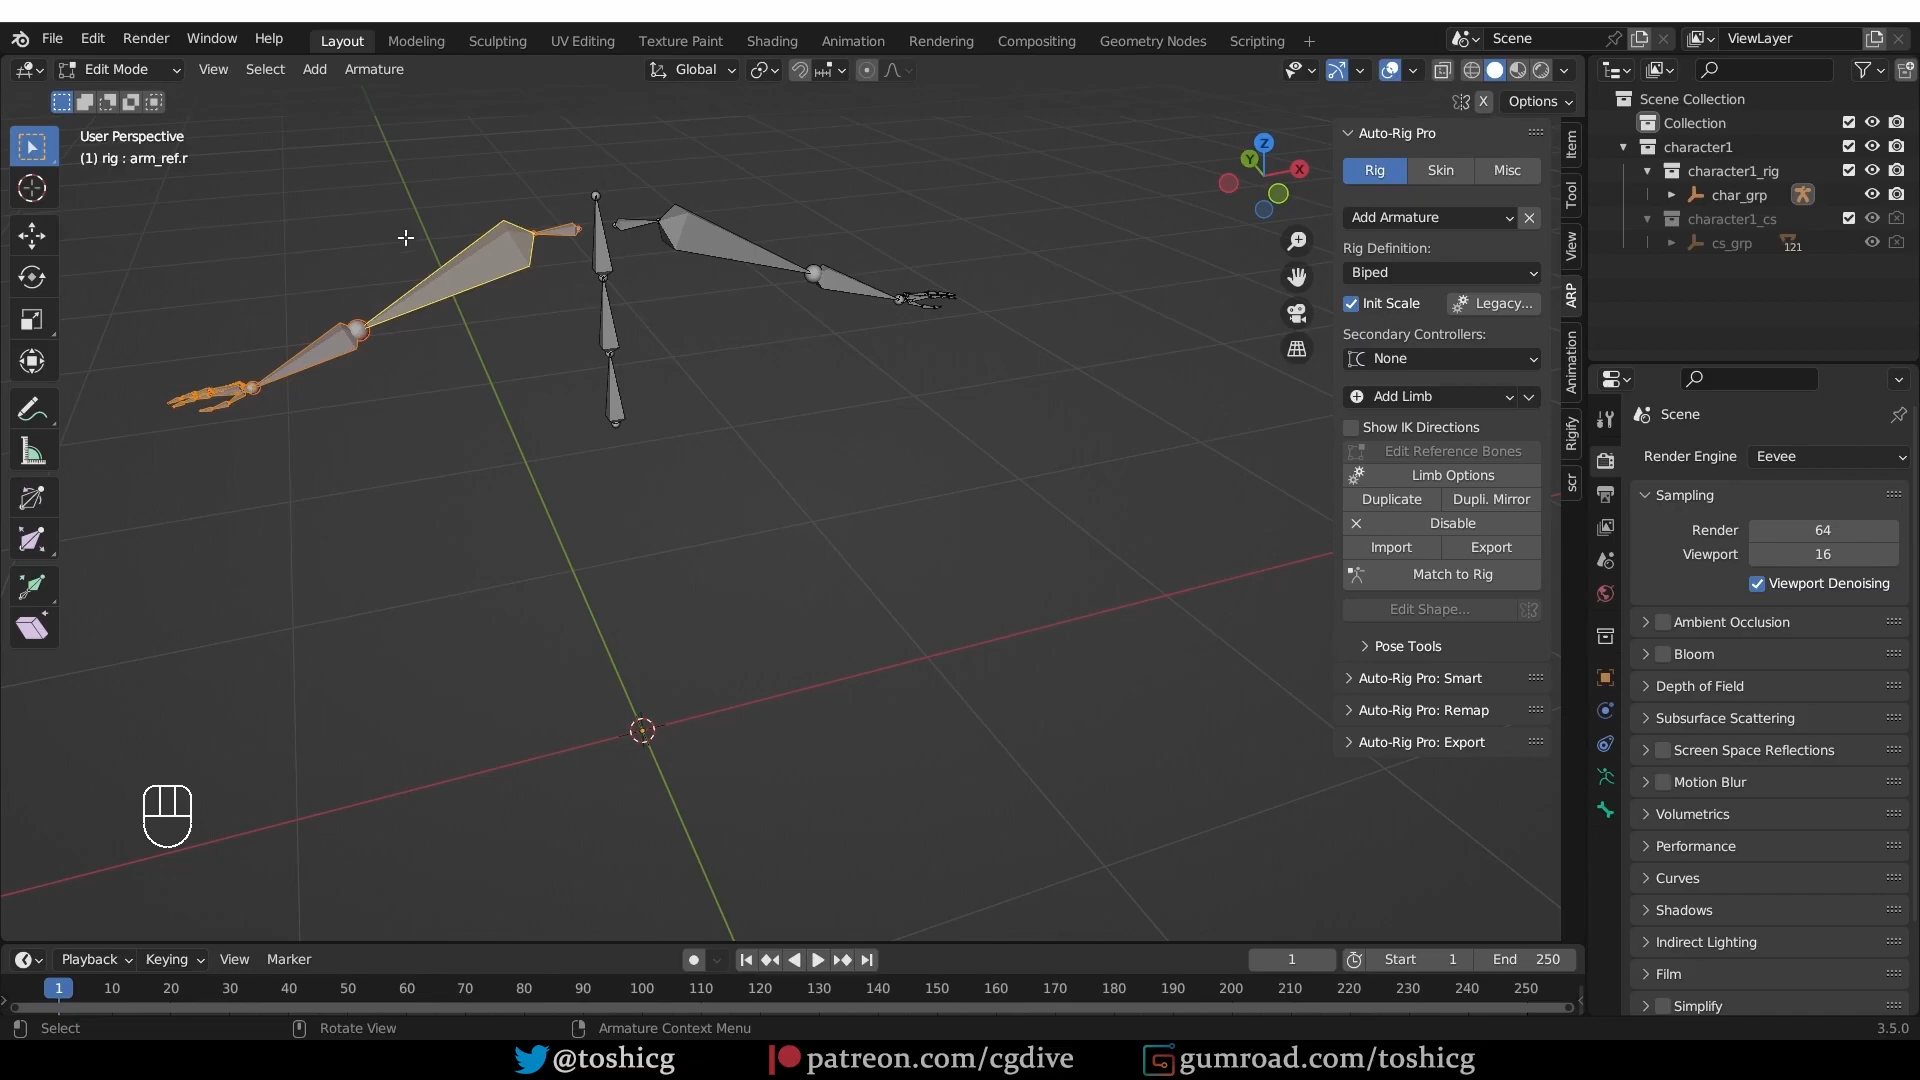 File Edit Render Window Help Layout Modeling Sculpting UV Editing Texture Paint Shading Animation Rendering Compositing Geometry Nodes Scripting + Scene ViewLayer
Edit Mode View Select Add Armature Global
X Options
User Perspective
(1) rig : arm_ref.r
Z
Y
X
Auto-Rig Pro
Rig Skin Misc
Add Armature
Rig Definition:
Biped
Init Scale Legacy...
Secondary Controllers:
None
Add Limb
Show IK Directions
Edit Reference Bones
Limb Options
Duplicate Dupli. Mirror
Disable
Import Export
Match to Rig
Edit Shape...
Pose Tools
Auto-Rig Pro: Smart
Auto-Rig Pro: Remap
Auto-Rig Pro: Export
Item
Tool
View
ARP
Animation
Rigify
scr
Scene Collection
Collection
character1
character1_rig
char_grp
character1_cs
cs_grp 121
Scene
Render Engine Eevee
Sampling
Render 64
Viewport 16
Viewport Denoising
Ambient Occlusion
Bloom
Depth of Field
Subsurface Scattering
Screen Space Reflections
Motion Blur
Volumetrics
Performance
Curves
Shadows
Indirect Lighting
Film
Simplify
Playback Keying View Marker 1 Start 1 End 250
1 10 20 30 40 50 60 70 80 90 100 110 120 130 140 150 160 170 180 190 200 210 220 230 240 250
Select Rotate View Armature Context Menu 3.5.0
@toshicg patreon.com/cgdive gumroad.com/toshicg